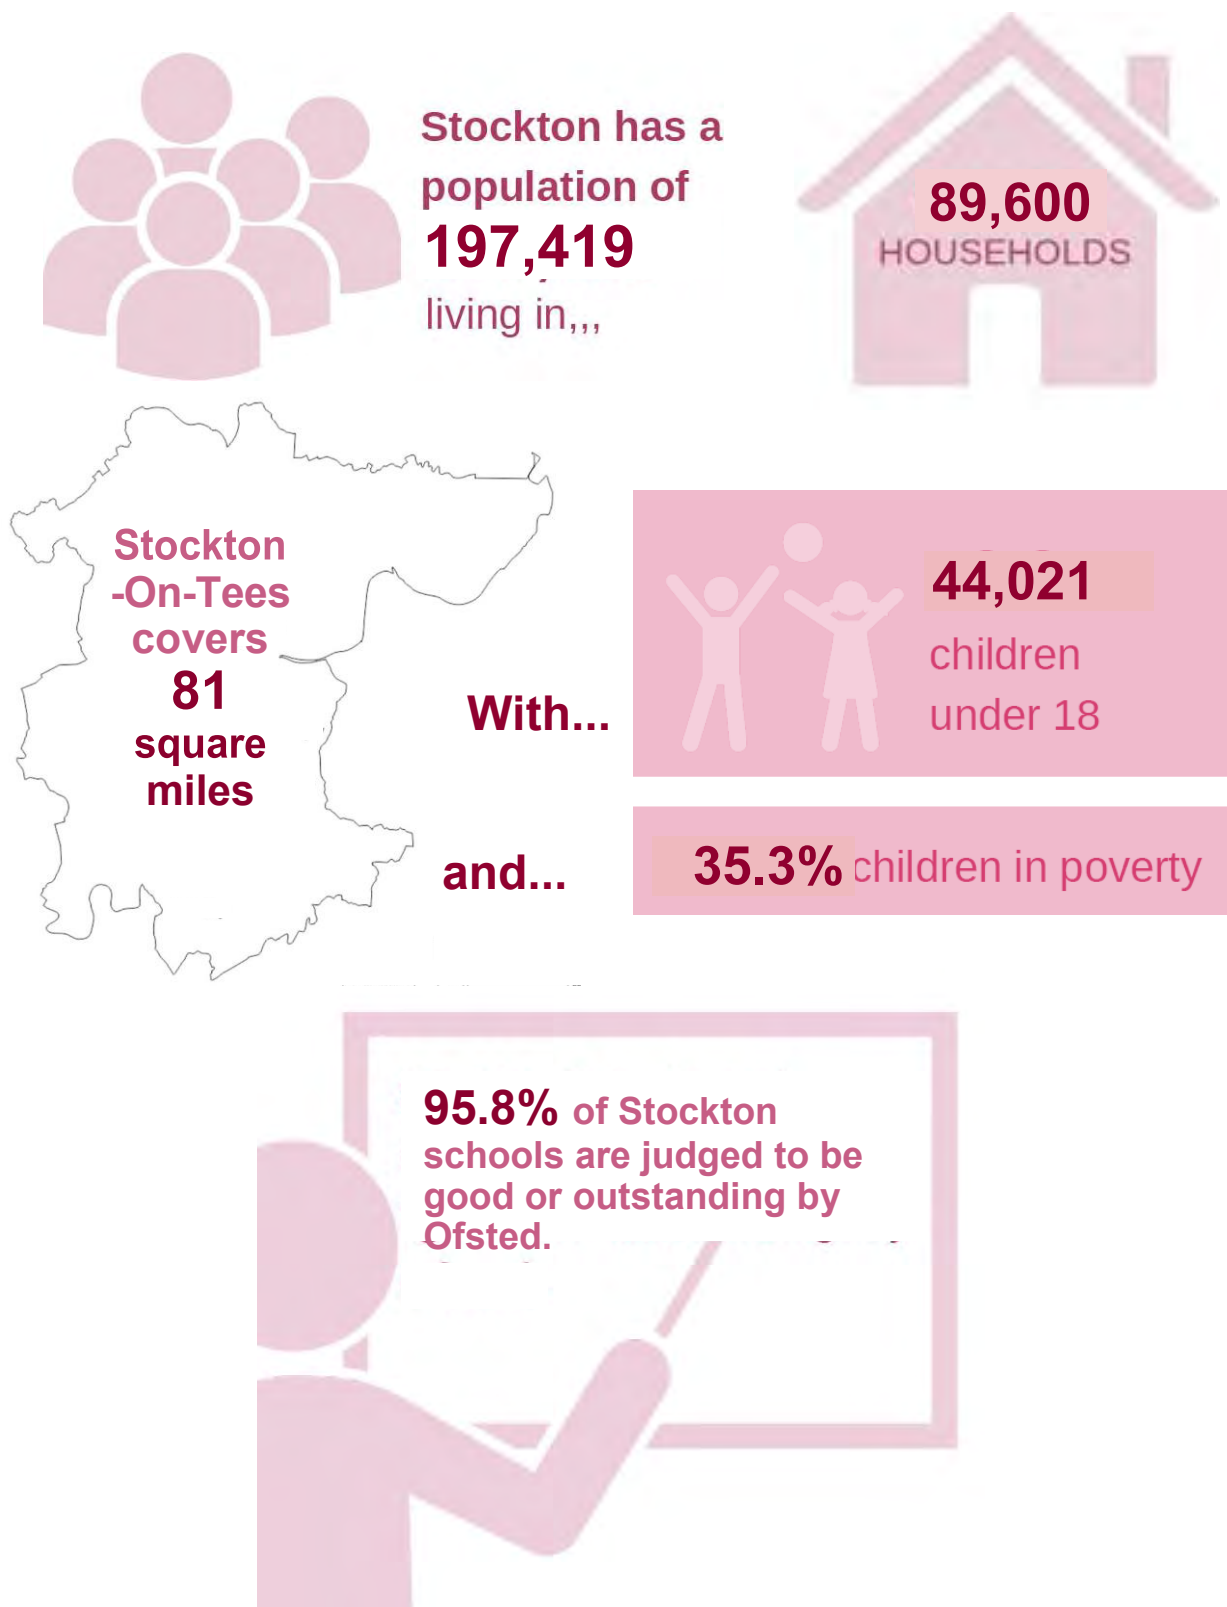 Stockton has a
population of
197,419
living in,,,
89,600
HOUSEHOLDS
Stockton
-On-Tees
covers
81
square
miles
With...
44,021
children
under 18
and...
35.3% children in poverty
95.8% of Stockton
schools are judged to be
good or outstanding by
Ofsted.